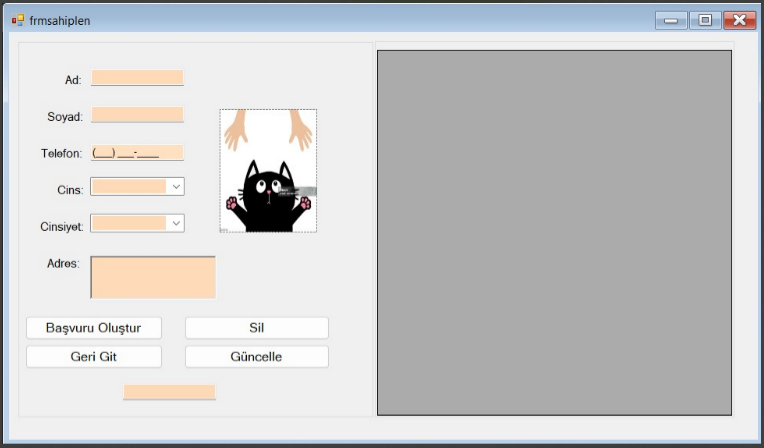 frmsahiplen
Ad:
Soyad:
Telefon: (___) ___-____
Cins:
Cinsiyet:
Adres:
Başvuru Oluştur
Sil
Geri Git
Güncelle